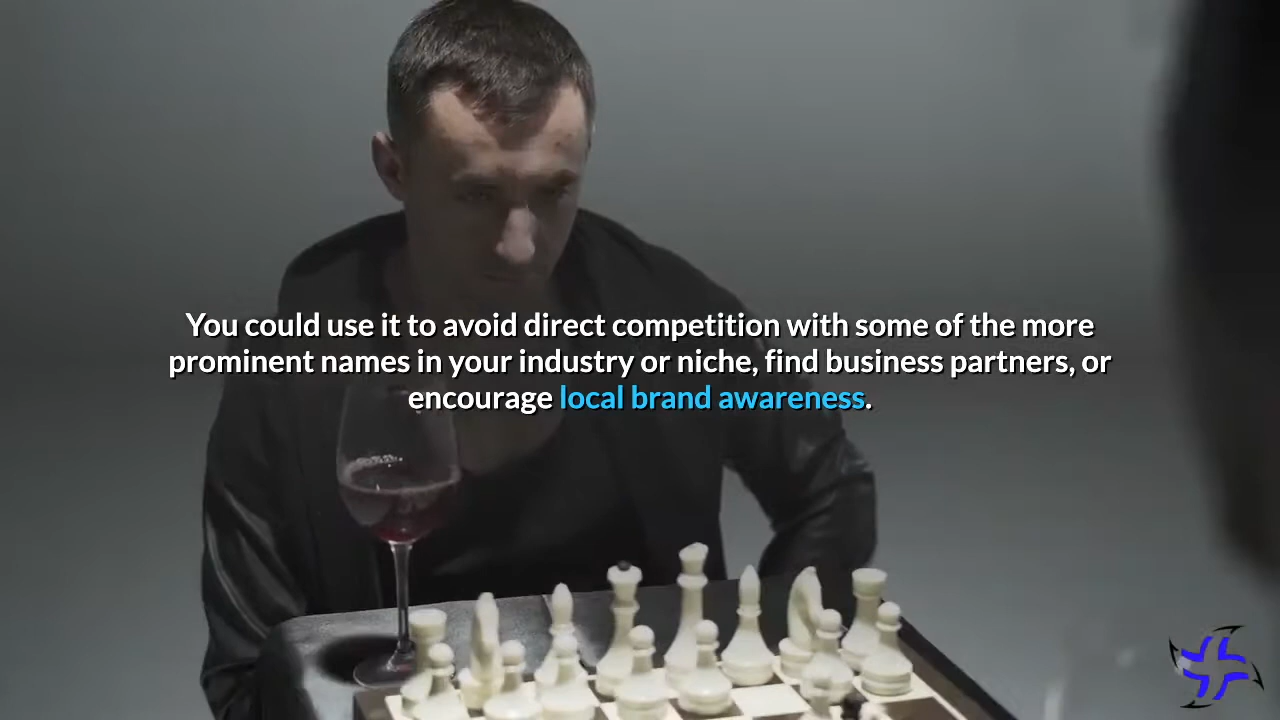 You could use it to avoid direct competition with some of the more
prominent names in your industry or niche, find business partners, or
encourage local brand awareness.